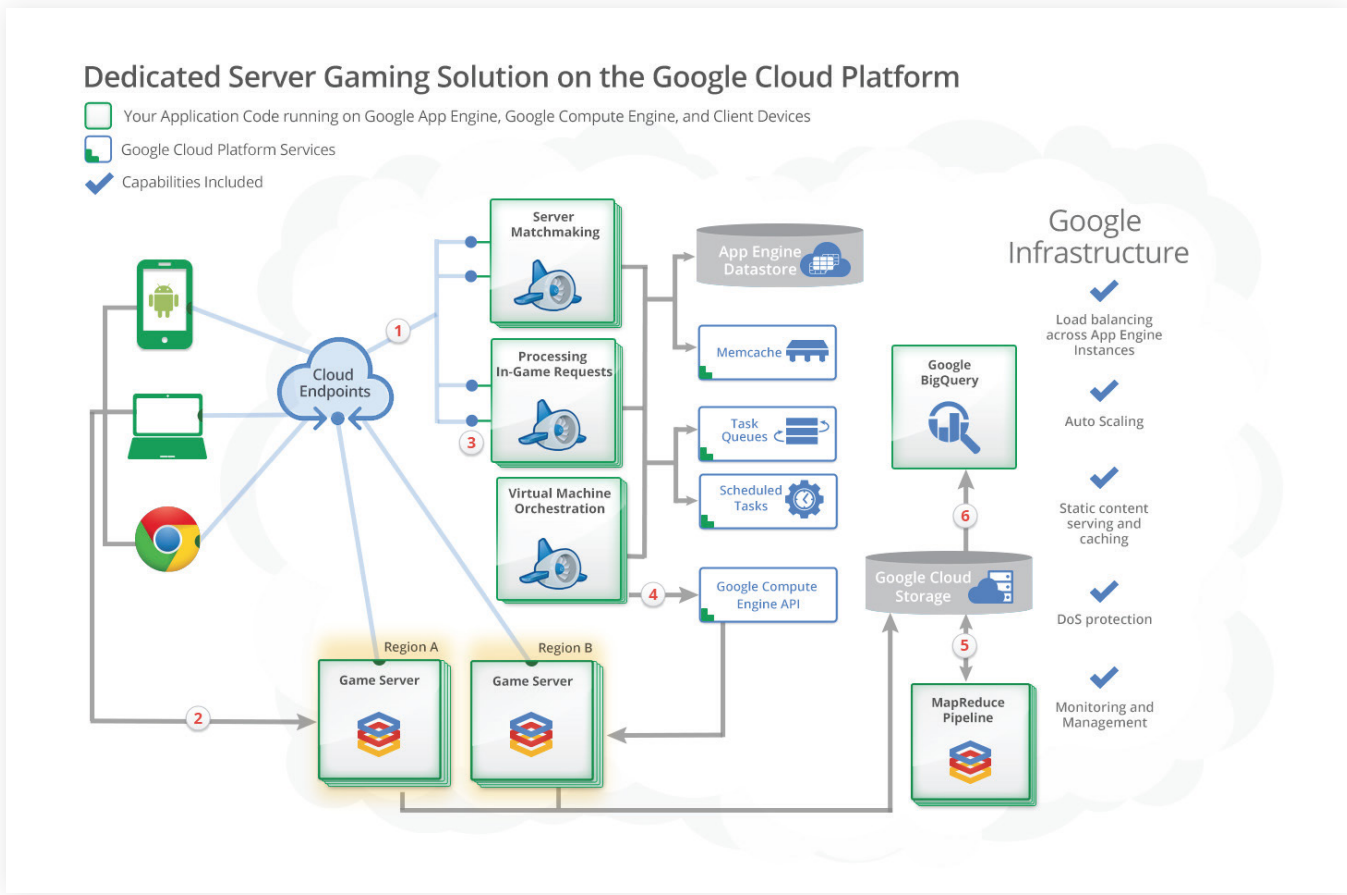 Dedicated Server Gaming Solution on the Google Cloud Platform
Your Application Code running on Google App Engine, Google Compute Engine, and Client Devices
Google Cloud Platform Services
Capabilities Included
Cloud
Endpoints
1
Server
Matchmaking
Processing
In-Game Requests
3
Virtual Machine
Orchestration
App Engine
Datastore
Memcache
Task
Queues
Scheduled
Tasks
4
Google Compute
Engine API
2
Region A
Game Server
Region B
Game Server
Google
BigQuery
6
Google Cloud
Storage
5
MapReduce
Pipeline
Google
Infrastructure
Load balancing
across App Engine
Instances
Auto Scaling
Static content
serving and
caching
DoS protection
Monitoring and
Management